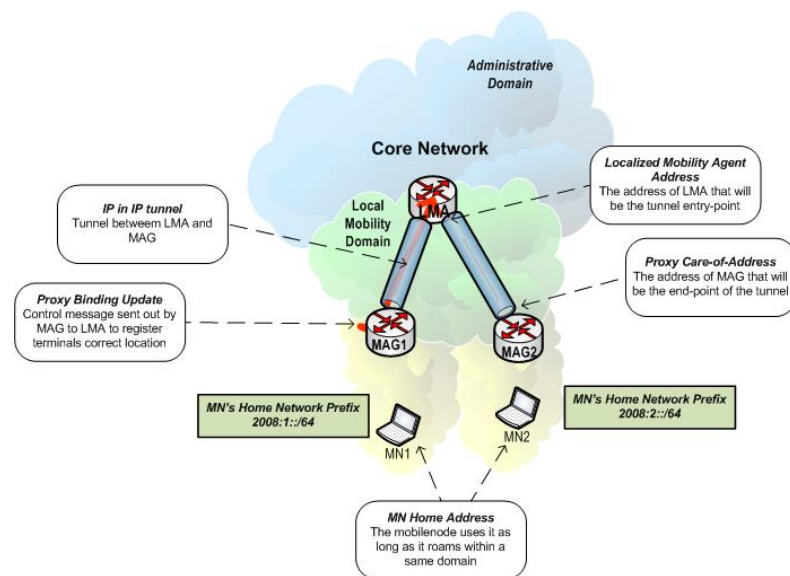 Administrative
Domain
Core Network
Localized Mobility Agent
Address
The address of LMA that will
be the tunnel entry-point
IP in IP tunnel
Tunnel betweem LMA and
MAG
Local
Mobility
Domain
LMA
Proxy Care-of-Address
The address of MAG that will
be the end-point of the tunnel
Proxy Binding Update
Control message sent out by
MAG to LMA to register
terminals correct location
MAG1
MAG2
MN's Home Network Prefix
2008:1::/64
MN's Home Network Prefix
2008:2::/64
MN1
MN2
MN Home Address
The mobilenode uses it as
long as it roams within a
same domain